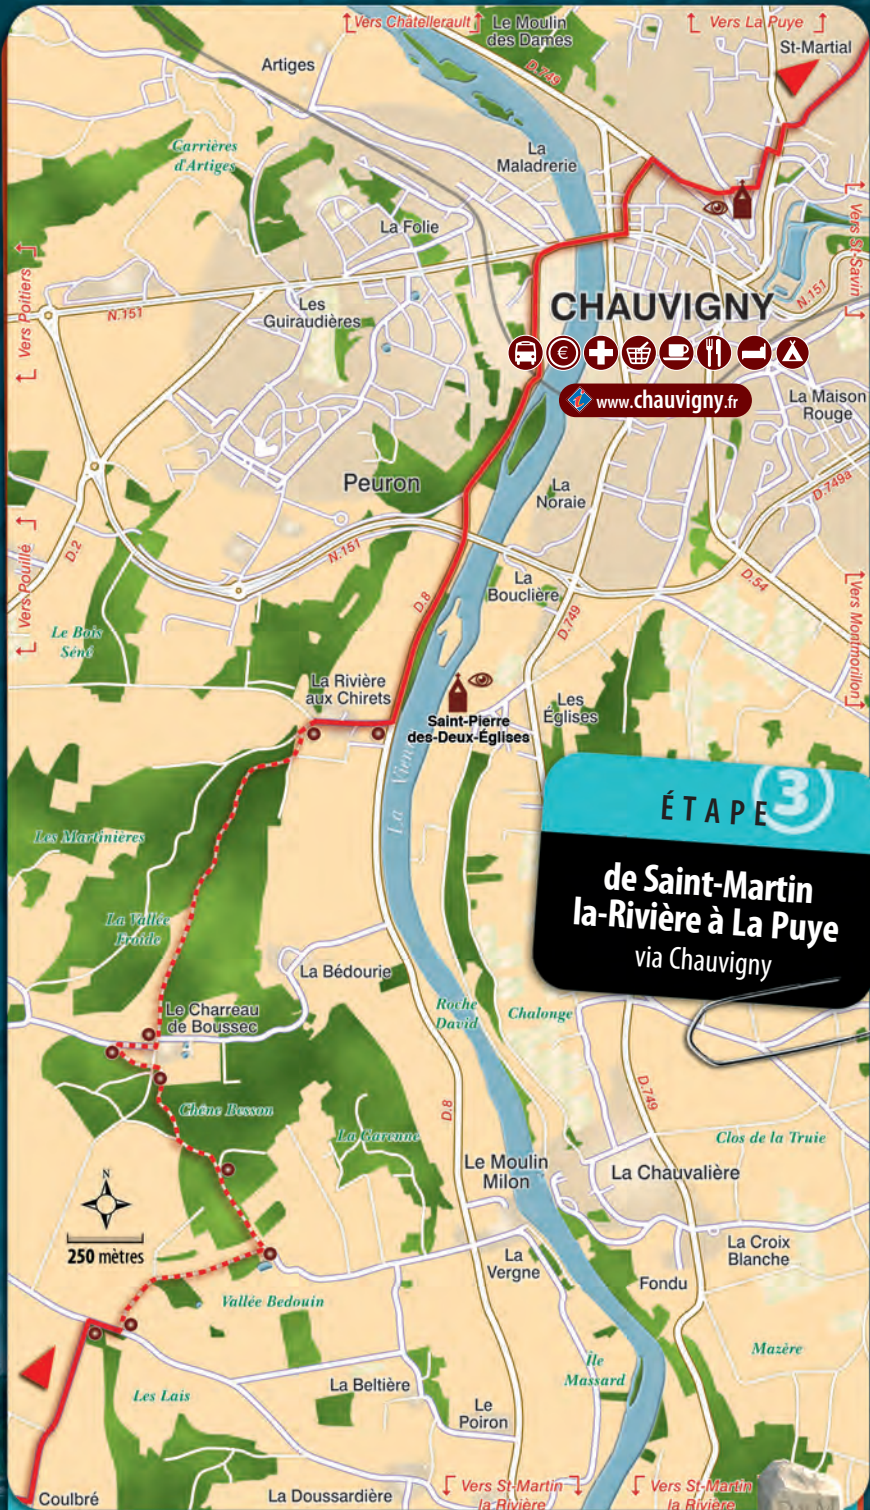 Vers Châtellerault
Le Moulin
des Dames
Vers La Puye
St-Martial
Artiges
D.749
Carrières
d'Artiges
La
Maladrerie
La Folie
Vers St-Savin
Vers Poitiers
N.151
Les
Guiraudières
CHAUVIGNY
N.151
€
www.chauvigny.fr
La Maison
Rouge
Peuron
La
Noraie
D.749a
D.2
N.151
Vers Pouillé
La
Bouclière
D.54
D.8
D.749
Vers Montmorillon
Le Bois
Séné
La Rivière
aux Chirets
Saint-Pierre
des-Deux-Églises
Les
Églises
La Vien
ÉTAPE 3
de Saint-Martin
la-Rivière à La Puye
via Chauvigny
Les Martinières
La Vallée
Froide
La Bédourie
Le Charreau
de Boussec
Roche
David
Chalonge
Chêne Besson
La Garenne
D.8
D.749
Clos de la Truie
Le Moulin
Milon
La Chauvalière
N
250 mètres
La
Vergne
La Croix
Blanche
Fondu
Vallée Bedouin
Mazère
Île
Massard
Les Lais
La Beltière
Le
Poiron
Coulbré
La Doussardière
Vers St-Martin
la Rivière
Vers St-Martin
la Rivière